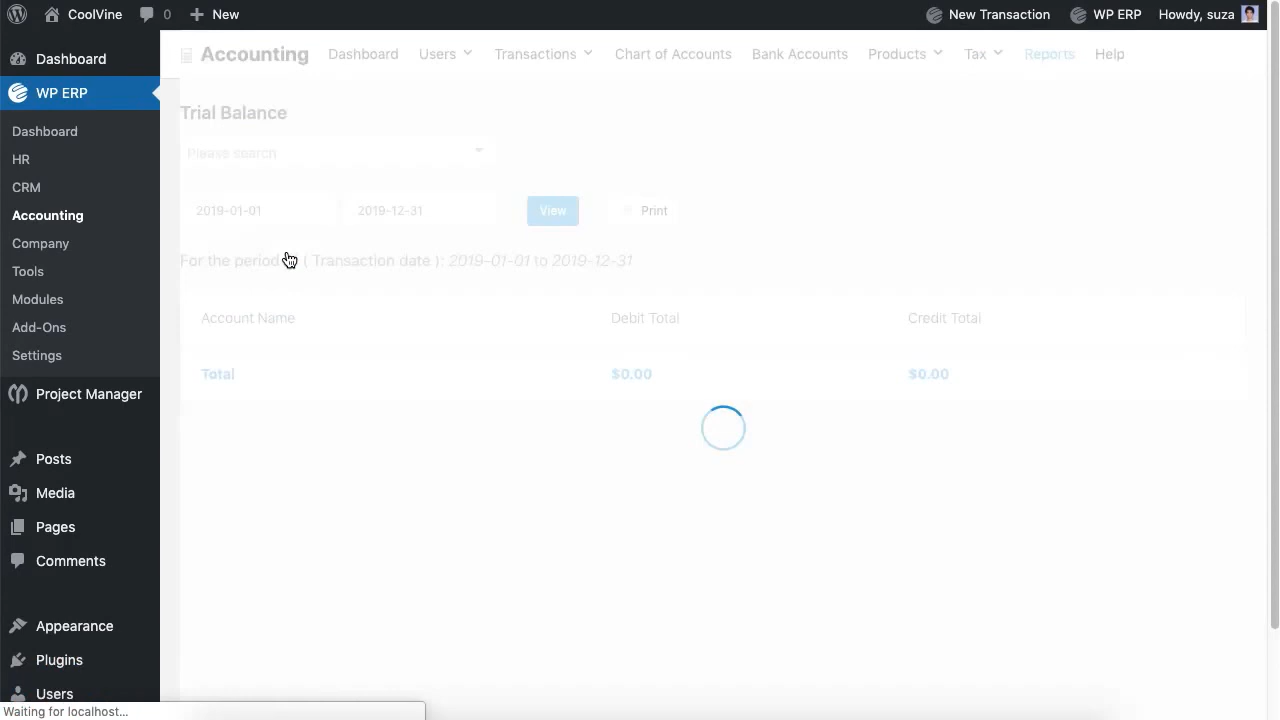 CoolVine 0 New New Transaction WP ERP Howdy, suza
Dashboard
WP ERP
Dashboard
HR
CRM
Accounting
Company
Tools
Modules
Add-Ons
Settings
Project Manager
Posts
Media
Pages
Comments
Appearance
Plugins
Users
Waiting for localhost...
Accounting Dashboard Users Transactions Chart of Accounts Bank Accounts Products Tax Reports Help
Trial Balance
Please search
2019-01-01 2019-12-31 View Print
For the period of ( Transaction date ): 2019-01-01 to 2019-12-31
Account Name Debit Total Credit Total
Total $0.00 $0.00